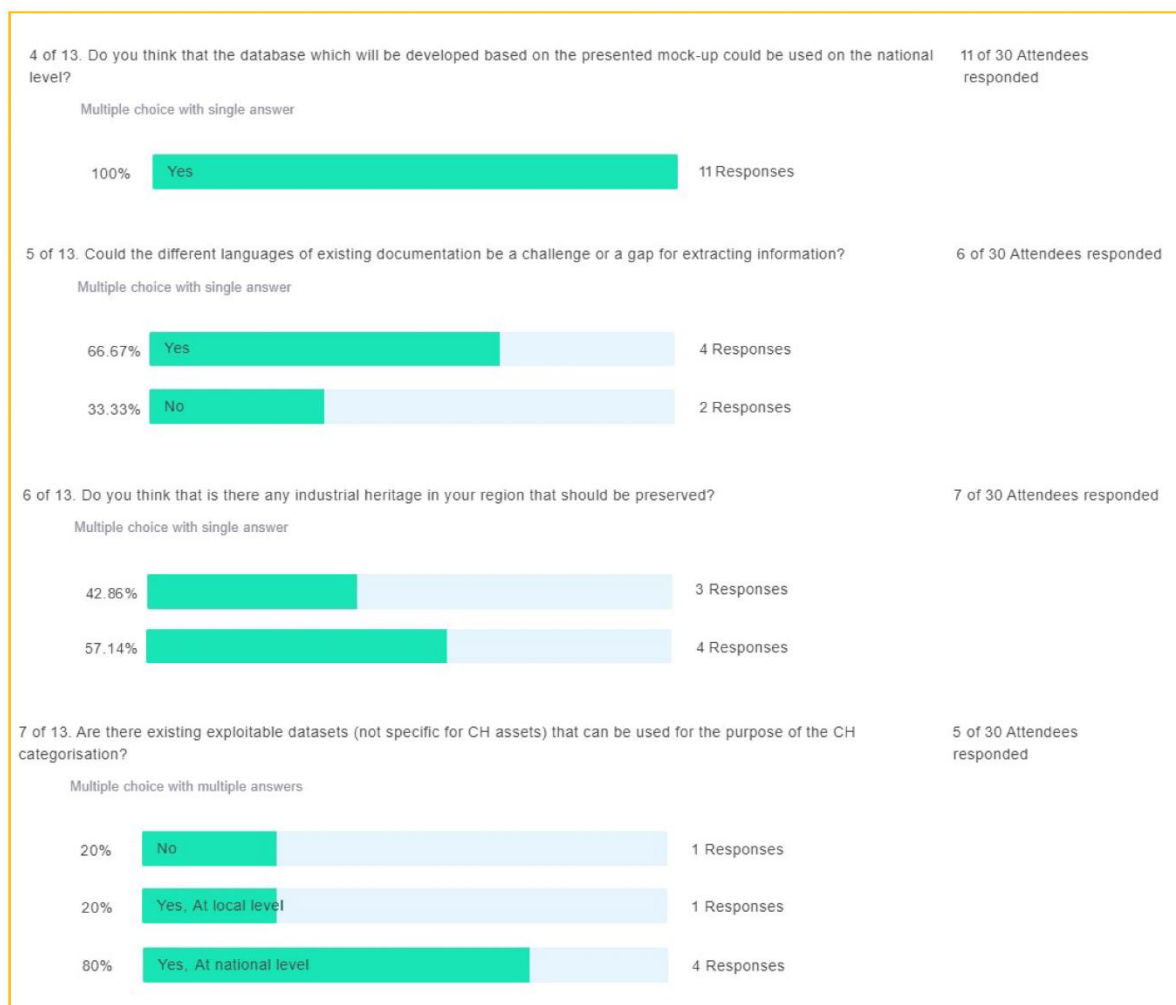 4 of 13. Do you think that the database which will be developed based on the presented mock-up could be used on the national
level?
11 of 30 Attendees
responded
Multiple choice with single answer
100%
Yes
11 Responses
5 of 13. Could the different languages of existing documentation be a challenge or a gap for extracting information?
6 of 30 Attendees responded
Multiple choice with single answer
66.67%
Yes
4 Responses
33.33%
No
2 Responses
6 of 13. Do you think that is there any industrial heritage in your region that should be preserved?
7 of 30 Attendees responded
Multiple choice with single answer
42.86%
3 Responses
57.14%
4 Responses
7 of 13. Are there existing exploitable datasets (not specific for CH assets) that can be used for the purpose of the CH
categorisation?
5 of 30 Attendees
responded
Multiple choice with multiple answers
20%
No
1 Responses
20%
Yes, At local level
1 Responses
80%
Yes, At national level
4 Responses